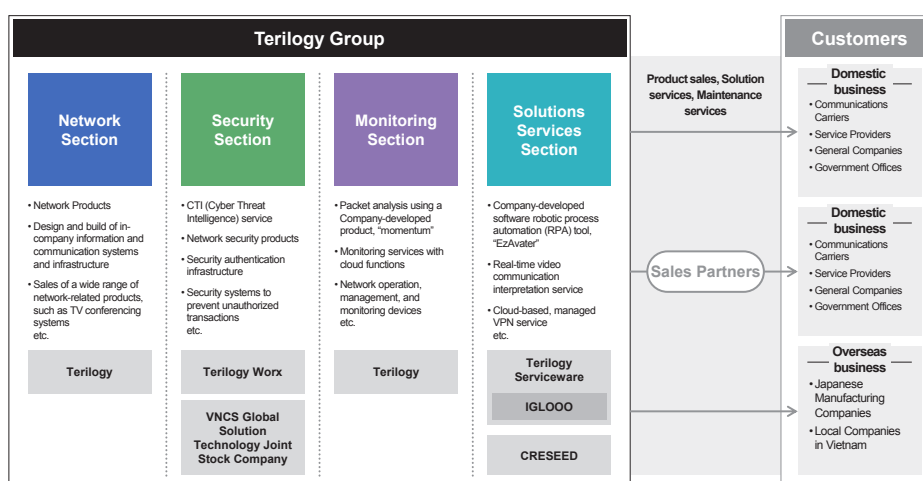 Terilogy Group
Customers
Network
Section
Security
Section
Monitoring
Section
Solutions
Services
Section
• Network Products
• Design and build of in-
company information and
communication systems
and infrastructure
• Sales of a wide range of
network-related products,
such as TV conferencing
systems
etc.
• CTI (Cyber Threat
Intelligence) service
• Network security products
• Security authentication
infrastructure
• Security systems to
prevent unauthorized
transactions
etc.
• Packet analysis using a
Company-developed
product, “momentum”
• Monitoring services with
cloud functions
• Network operation,
management, and
monitoring devices
etc.
• Company-developed
software robotic process
automation (RPA) tool,
"EzAvater”
• Real-time video
communication
interpretation service
• Cloud-based, managed
VPN service
etc.
Terilogy
Terilogy Worx
VNCS Global
Solution
Technology Joint
Stock Company
Terilogy
Terilogy
Serviceware
IGLOOO
CRESEED
Product sales, Solution
services, Maintenance
services
Sales Partners
Domestic
business
• Communications
Carriers
• Service Providers
• General Companies
• Government Offices
Domestic
business
• Communications
Carriers
• Service Providers
• General Companies
• Government Offices
Overseas
business
• Japanese
Manufacturing
Companies
• Local Companies
in Vietnam